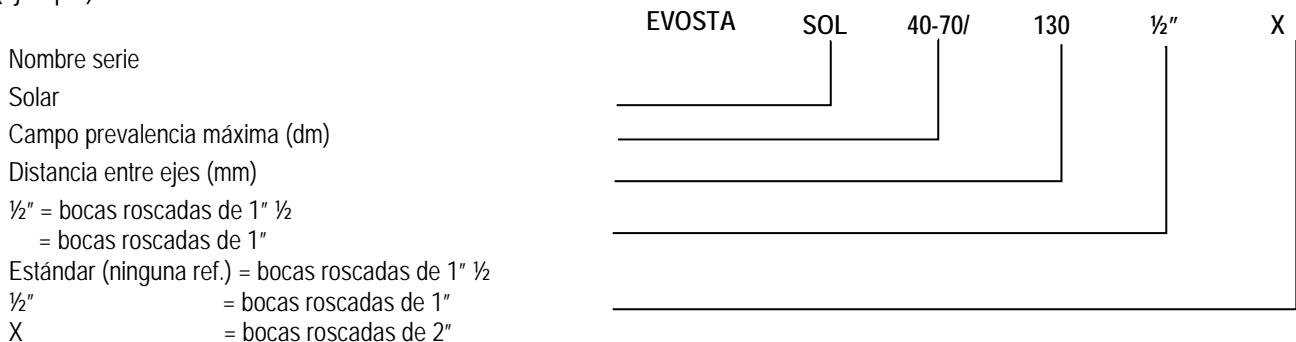 EVOSTA SOL 40-70/ 130 ½" X
Nombre serie
Solar
Campo prevalencia máxima (dm)
Distancia entre ejes (mm)
½" = bocas roscadas de 1" ½
= bocas roscadas de 1"
Estándar (ninguna ref.) = bocas roscadas de 1" ½
½" = bocas roscadas de 1"
X = bocas roscadas de 2"